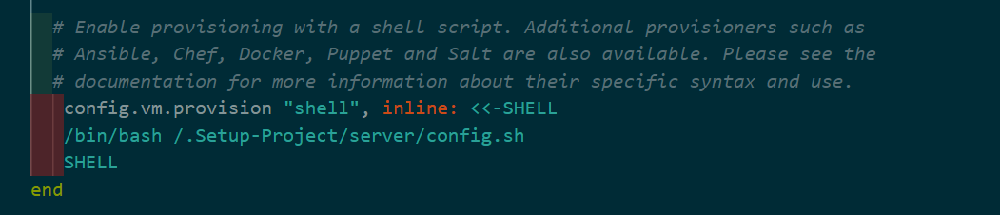 # Enable provisioning with a shell script. Additional provisioners such as
# Ansible, Chef, Docker, Puppet and Salt are also available. Please see the
# documentation for more information about their specific syntax and use.
config.vm.provision "shell", inline: <<-SHELL
/bin/bash /.Setup-Project/server/config.sh
SHELL
end